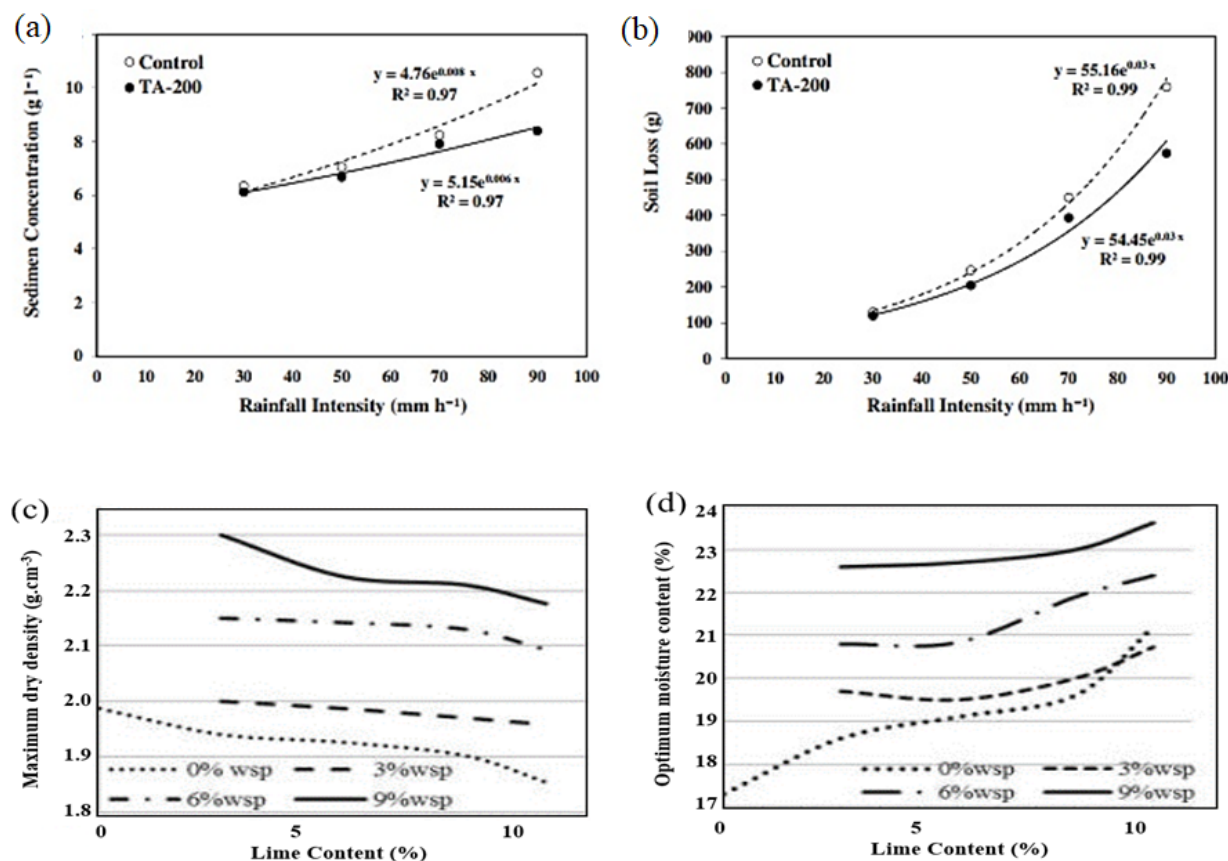 (a)
Sedimen Concentration (g l⁻¹)
10
8
6
4
2
0
Control
TA-200
y = 4.76e^0.008 x
R² = 0.97
y = 5.15e^0.006 x
R² = 0.97
0 10 20 30 40 50 60 70 80 90 100
Rainfall Intensity (mm h⁻¹)
(b)
Soil Loss (g)
900
800
700
600
500
400
300
200
100
0
Control
TA-200
y = 55.16e^0.03 x
R² = 0.99
y = 54.45e^0.03 x
R² = 0.99
0 10 20 30 40 50 60 70 80 90 100
Rainfall Intensity (mm h⁻¹)
(c)
Maximum dry density (g.cm⁻³)
2.3
2.2
2.1
2.0
1.9
1.8
0% wsp 3%wsp
6%wsp 9%wsp
0 5 10
Lime Content (%)
(d)
Optimum moisture content (%)
24
23
22
21
20
19
18
17
0%wsp 3%wsp
6%wsp 9%wsp
0 5 10
Lime Content (%)